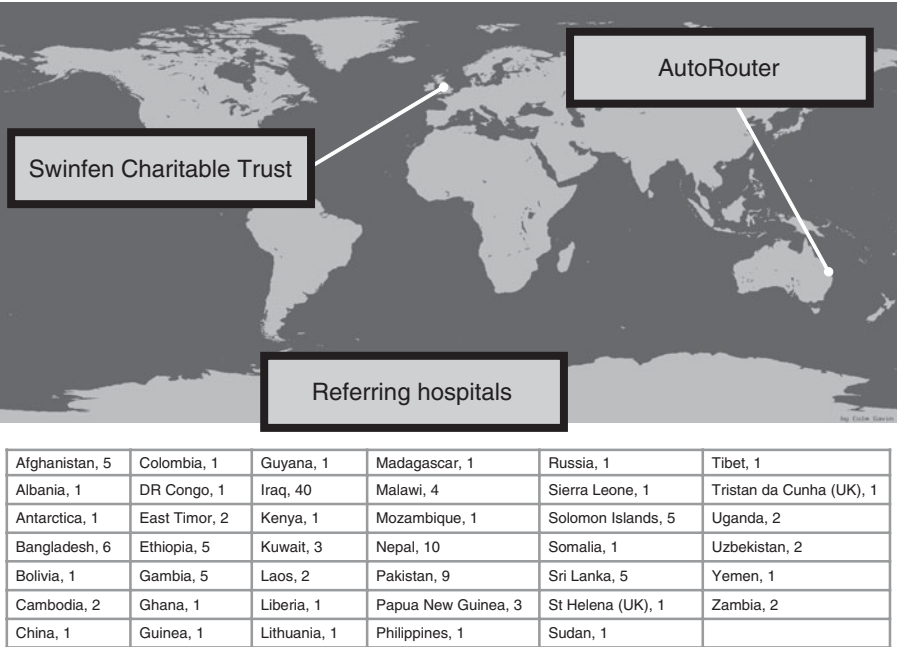 AutoRouter
Swinfen Charitable Trust
Referring hospitals
by Colm Gavin
Afghanistan, 5 Colombia, 1 Guyana, 1 Madagascar, 1 Russia, 1 Tibet, 1
Albania, 1 DR Congo, 1 Iraq, 40 Malawi, 4 Sierra Leone, 1 Tristan da Cunha (UK), 1
Antarctica, 1 East Timor, 2 Kenya, 1 Mozambique, 1 Solomon Islands, 5 Uganda, 2
Bangladesh, 6 Ethiopia, 5 Kuwait, 3 Nepal, 10 Somalia, 1 Uzbekistan, 2
Bolivia, 1 Gambia, 5 Laos, 2 Pakistan, 9 Sri Lanka, 5 Yemen, 1
Cambodia, 2 Ghana, 1 Liberia, 1 Papua New Guinea, 3 St Helena (UK), 1 Zambia, 2
China, 1 Guinea, 1 Lithuania, 1 Philippines, 1 Sudan, 1